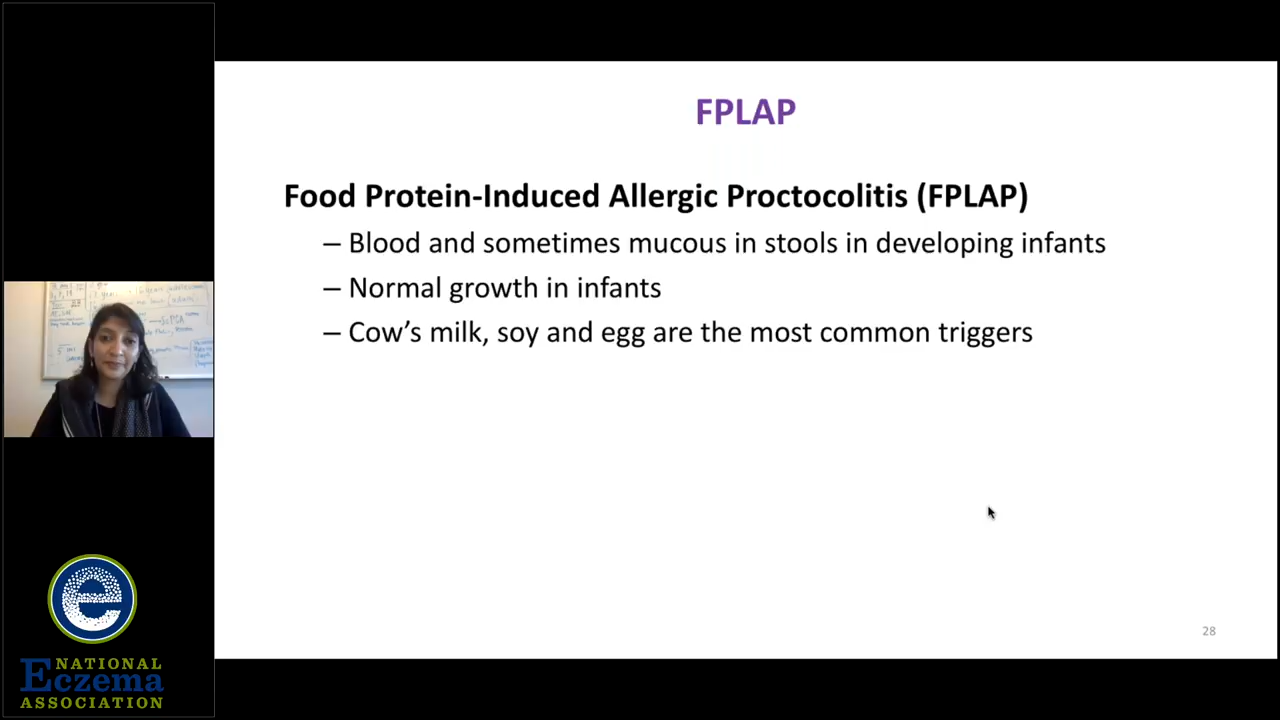 FPLAP
Food Protein-Induced Allergic Proctocolitis (FPLAP)
– Blood and sometimes mucous in stools in developing infants
– Normal growth in infants
– Cow’s milk, soy and egg are the most common triggers
28
e
NATIONAL
Eczema
ASSOCIATION